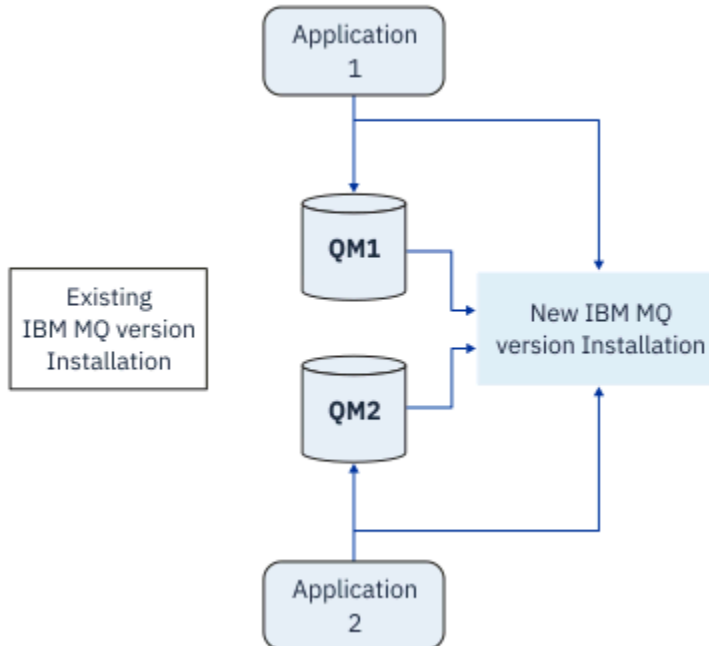 Application
1
QM1
Existing
IBM MQ version
Installation
New IBM MQ
version Installation
QM2
Application
2